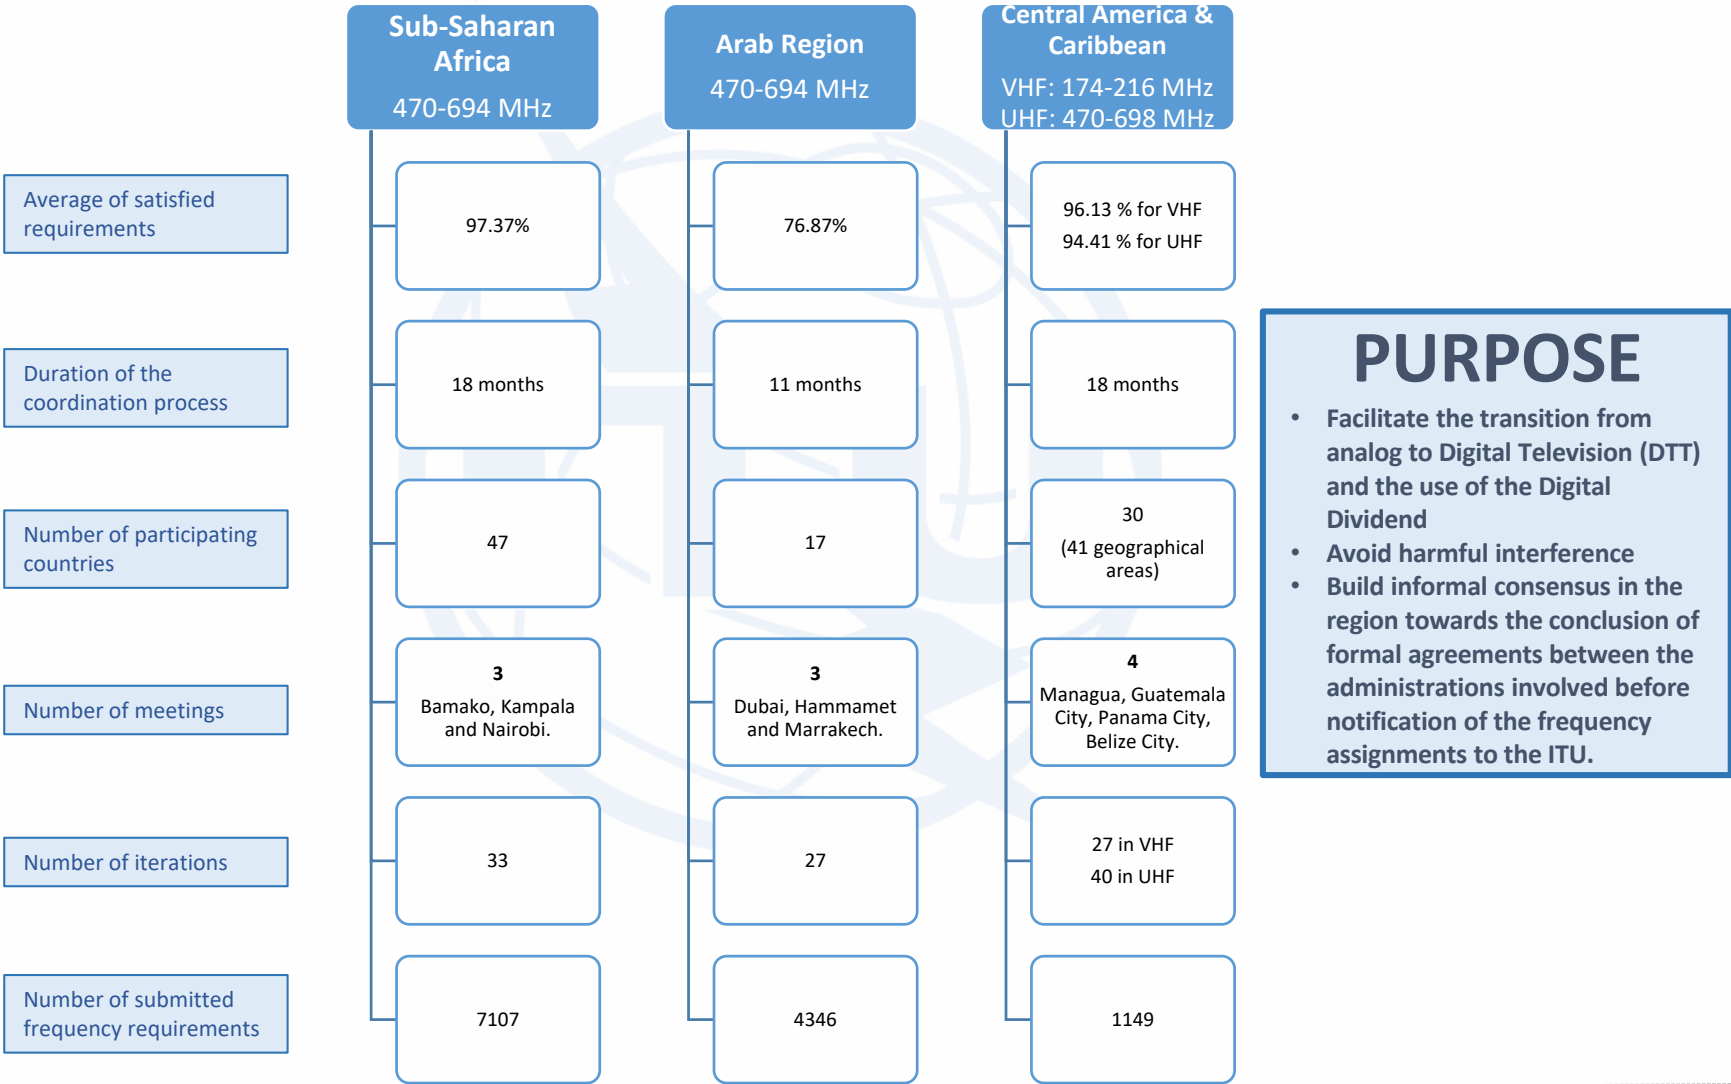 Sub-Saharan
Africa
470-694 MHz
Arab Region
470-694 MHz
Central America &
Caribbean
VHF: 174-216 MHz
UHF: 470-698 MHz
Average of satisfied
requirements
97.37%
76.87%
96.13 % for VHF
94.41 % for UHF
Duration of the
coordination process
18 months
11 months
18 months
Number of participating
countries
47
17
30
(41 geographical
areas)
Number of meetings
3
Bamako, Kampala
and Nairobi.
3
Dubai, Hammamet
and Marrakech.
4
Managua, Guatemala
City, Panama City,
Belize City.
Number of iterations
33
27
27 in VHF
40 in UHF
Number of submitted
frequency requirements
7107
4346
1149
PURPOSE
• Facilitate the transition from
analog to Digital Television (DTT)
and the use of the Digital
Dividend
• Avoid harmful interference
• Build informal consensus in the
region towards the conclusion of
formal agreements between the
administrations involved before
notification of the frequency
assignments to the ITU.
ITU